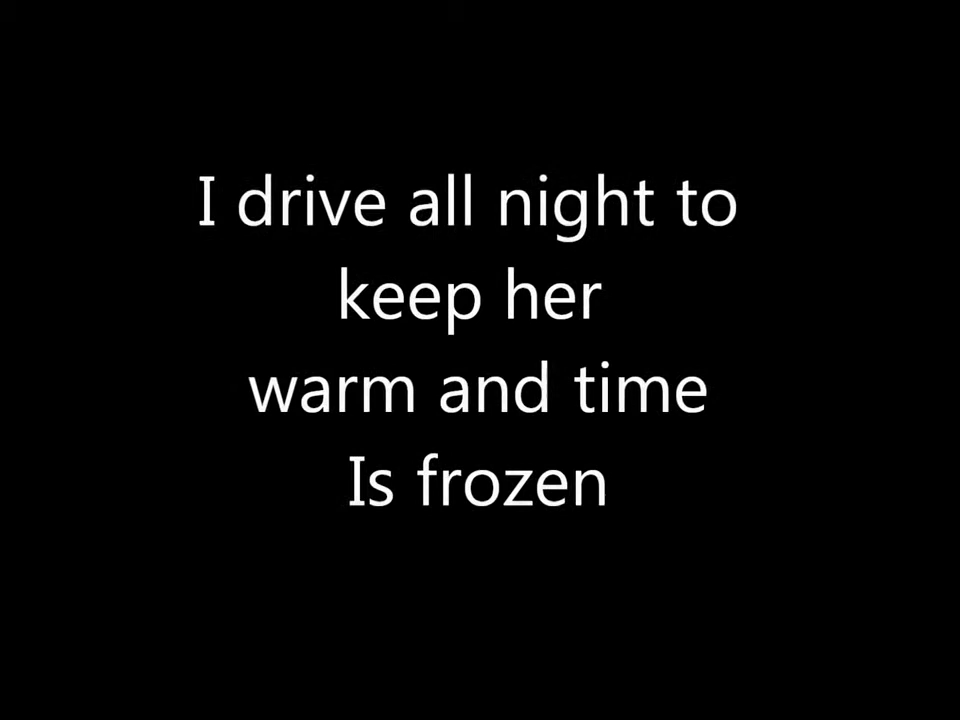 I drive all night to
keep her
warm and time
Is frozen